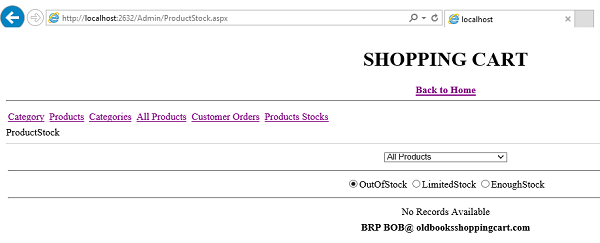 http://localhost:2632/Admin/ProductStock.aspx
localhost
SHOPPING CART
Back to Home
Category Products Categories All Products Customer Orders Products Stocks
ProductStock
All Products
OutOfStock LimitedStock EnoughStock
No Records Available
BRP BOB@ oldbooksshoppingcart.com